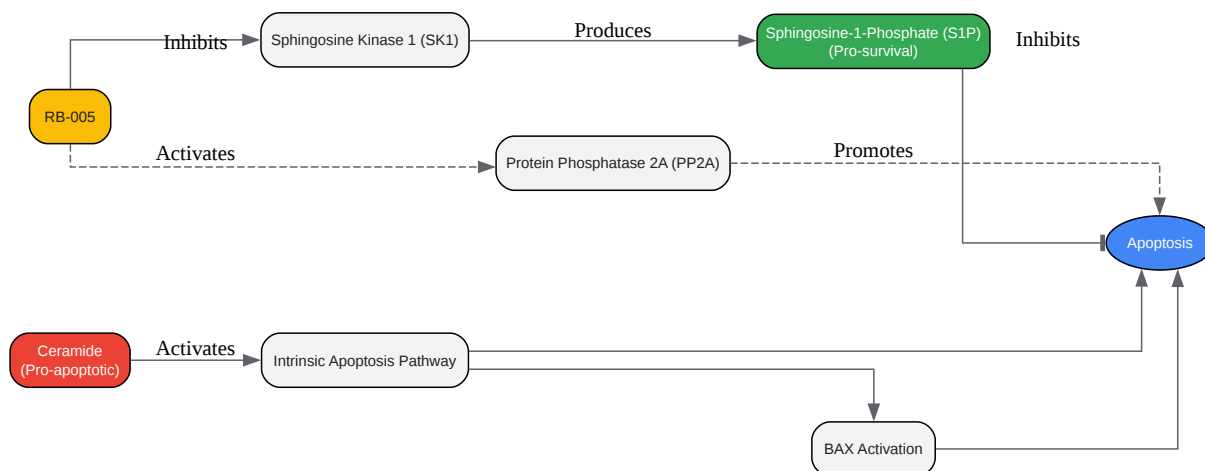 Inhibits
Sphingosine Kinase 1 (SK1)
Produces
Sphingosine-1-Phosphate (S1P)
(Pro-survival)
Inhibits
RB-005
Activates
Protein Phosphatase 2A (PP2A)
Promotes
Apoptosis
Ceramide
(Pro-apoptotic)
Activates
Intrinsic Apoptosis Pathway
BAX Activation